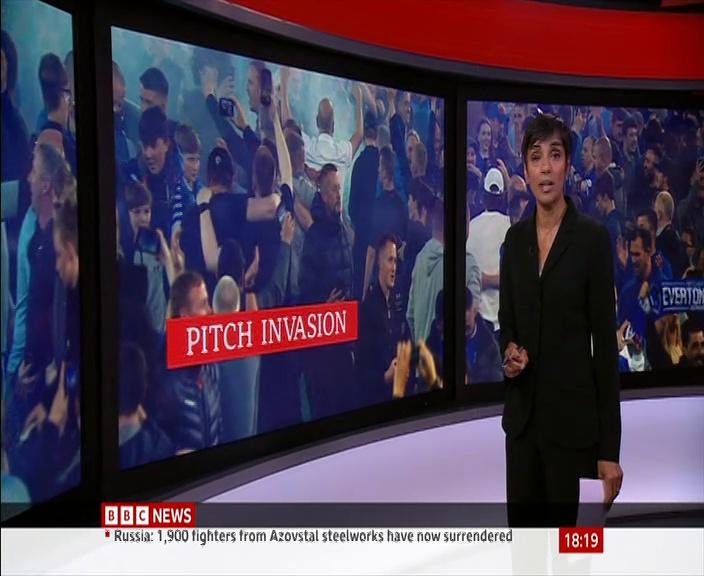 PITCH INVASION
EVERTON
BBC NEWS
Russia: 1,900 fighters from Azovstal steelworks have now surrendered
18:19